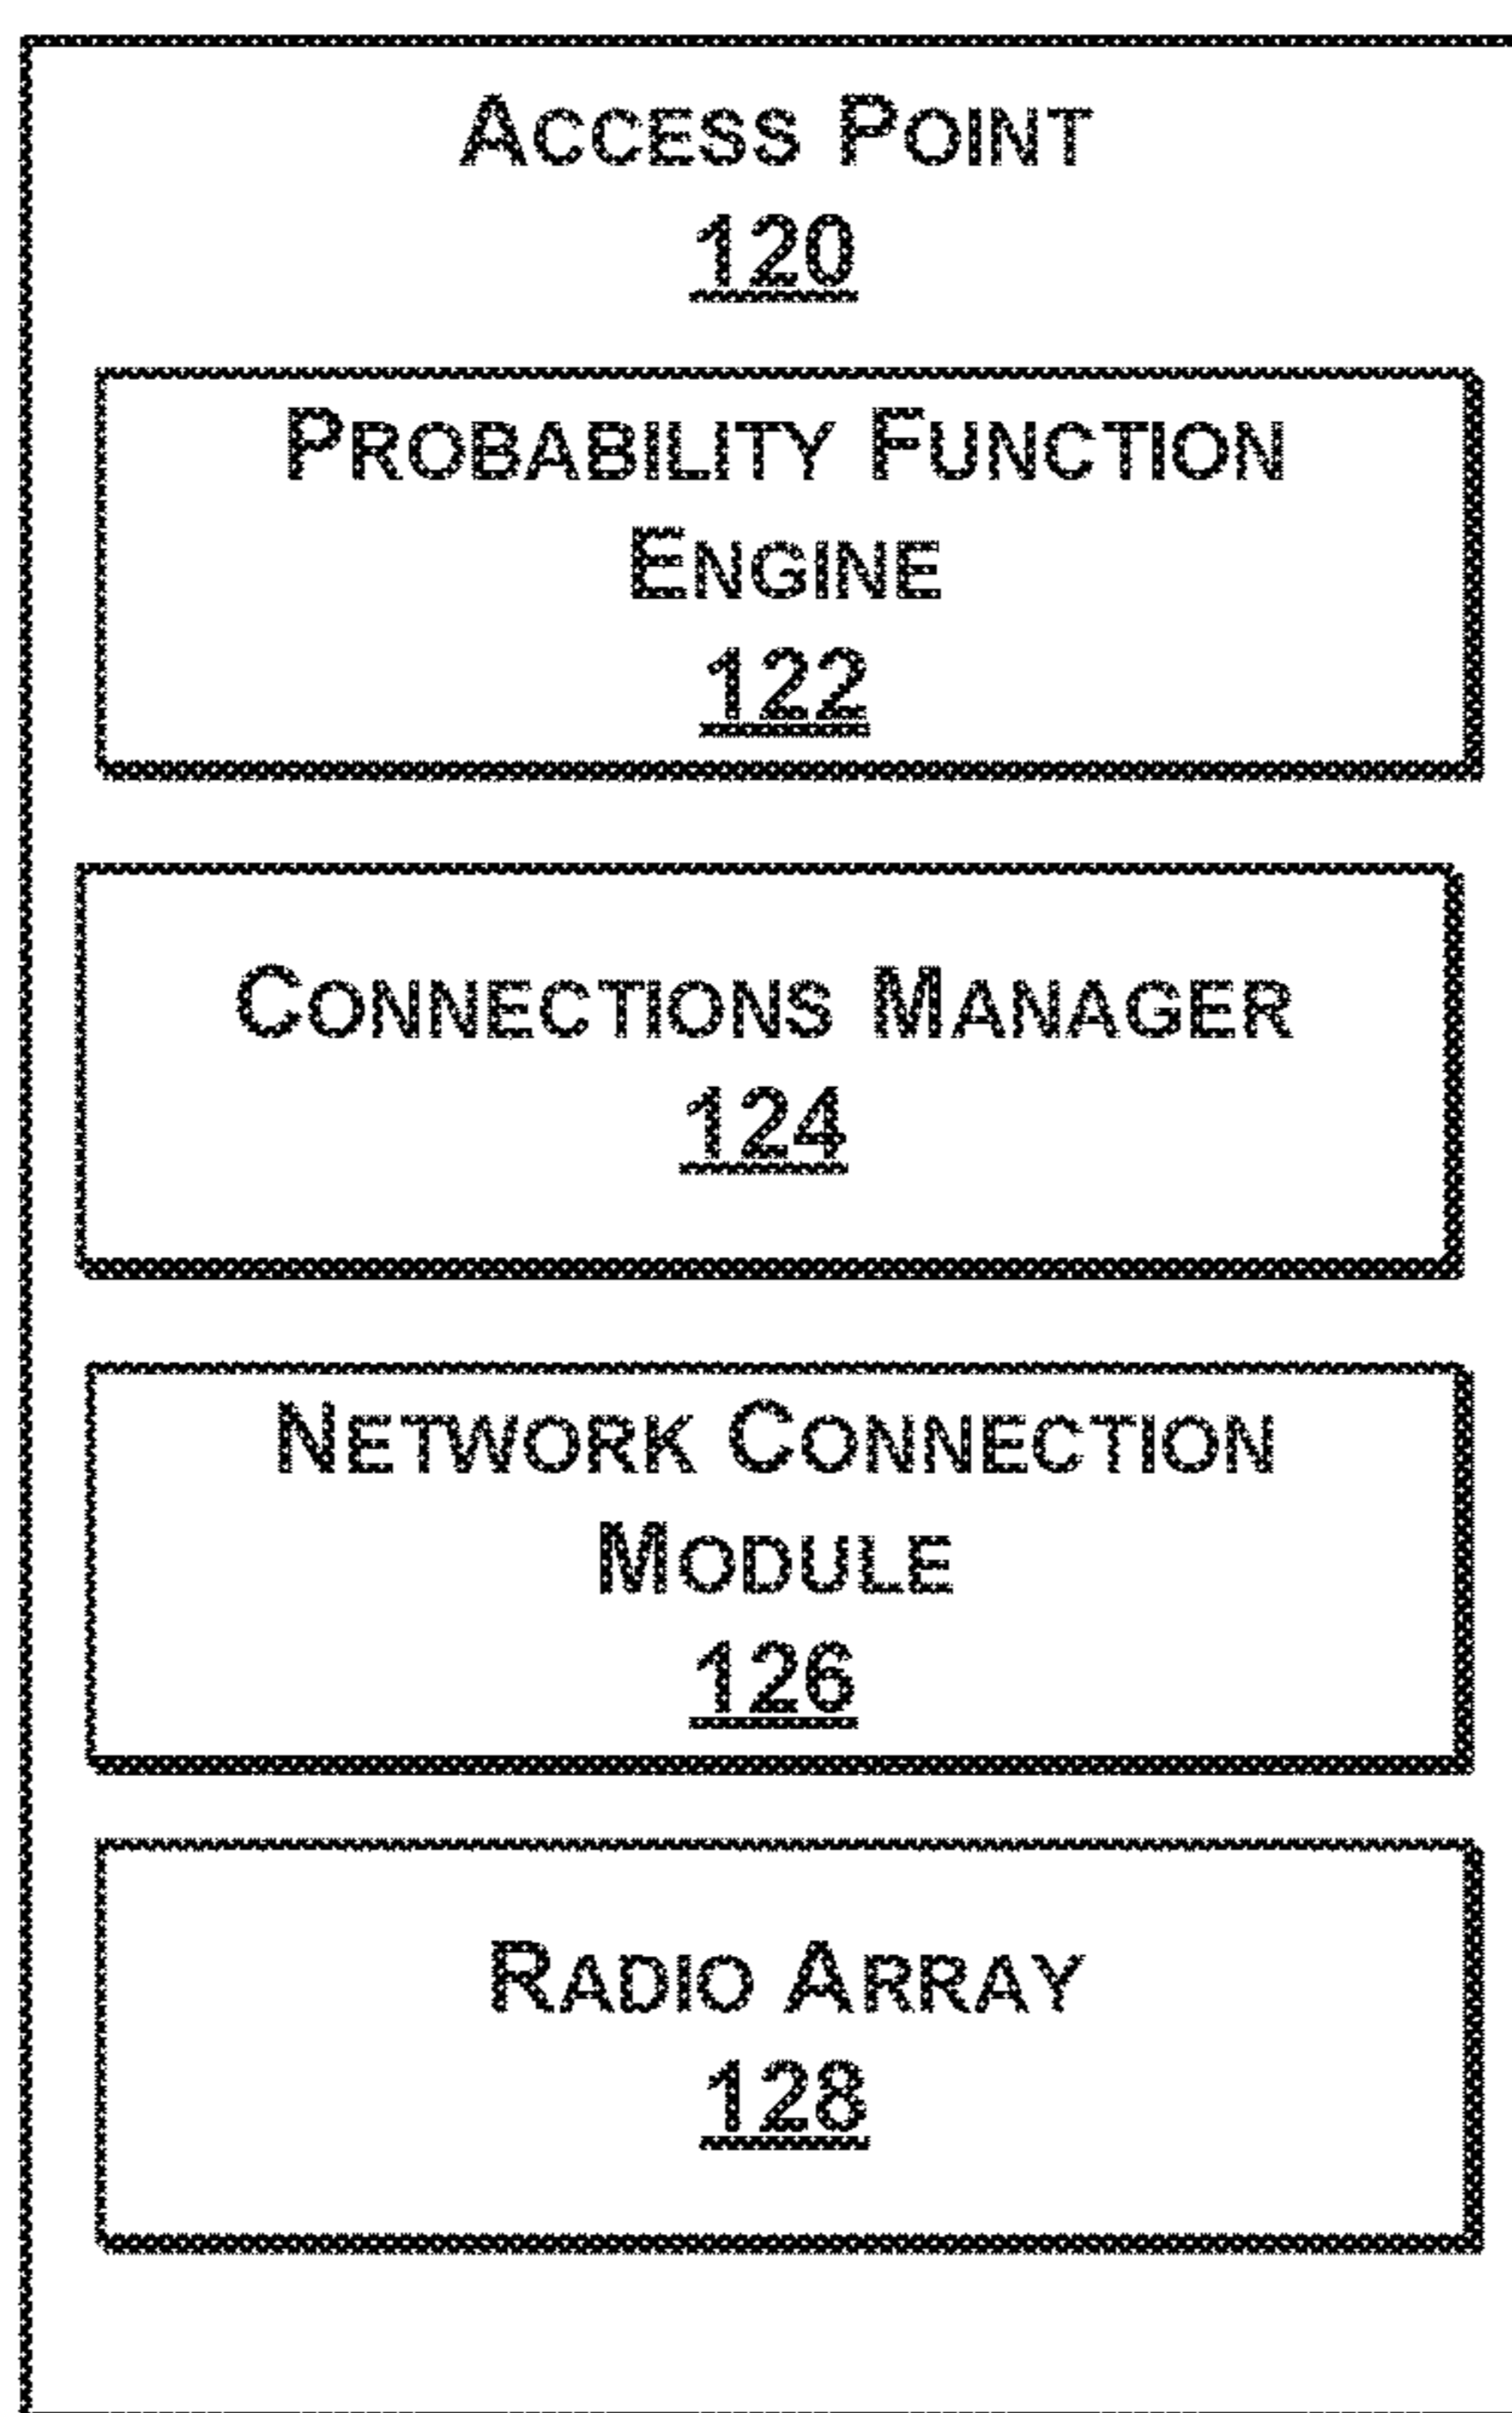 ACCESS POINT
120
PROBABILITY FUNCTION
ENGINE
122
CONNECTIONS MANAGER
124
NETWORK CONNECTION
MODULE
126
RADIO ARRAY
128